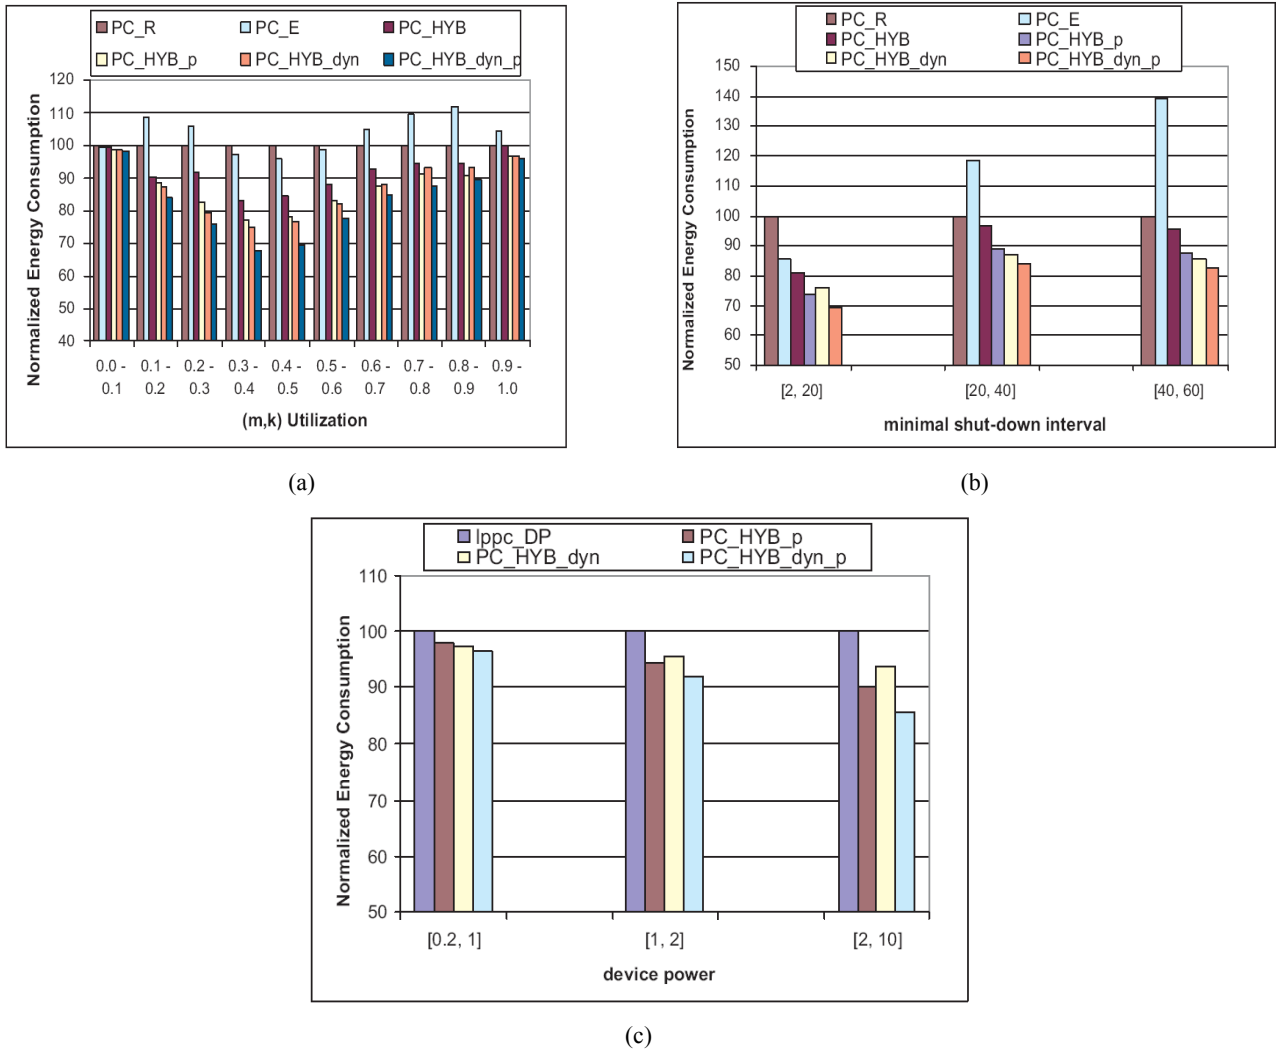 PC_R PC_E PC_HYB
PC_HYB_p PC_HYB_dyn PC_HYB_dyn_p
120
110
100
90
80
70
60
50
40
Normalized Energy Consumption
0.0 - 0.1 - 0.2 - 0.3 - 0.4 - 0.5 - 0.6 - 0.7 - 0.8 - 0.9 -
0.1 0.2 0.3 0.4 0.5 0.6 0.7 0.8 0.9 1.0
(m,k) Utilization
(a)
PC_R PC_E
PC_HYB PC_HYB_p
PC_HYB_dyn PC_HYB_dyn_p
150
140
130
120
110
100
90
80
70
60
50
Normalized Energy Consumption
[2, 20] [20, 40] [40, 60]
minimal shut-down interval
(b)
lppc_DP PC_HYB_p
PC_HYB_dyn PC_HYB_dyn_p
110
100
90
80
70
60
50
Normalized Energy Consumption
[0.2, 1] [1, 2] [2, 10]
device power
(c)